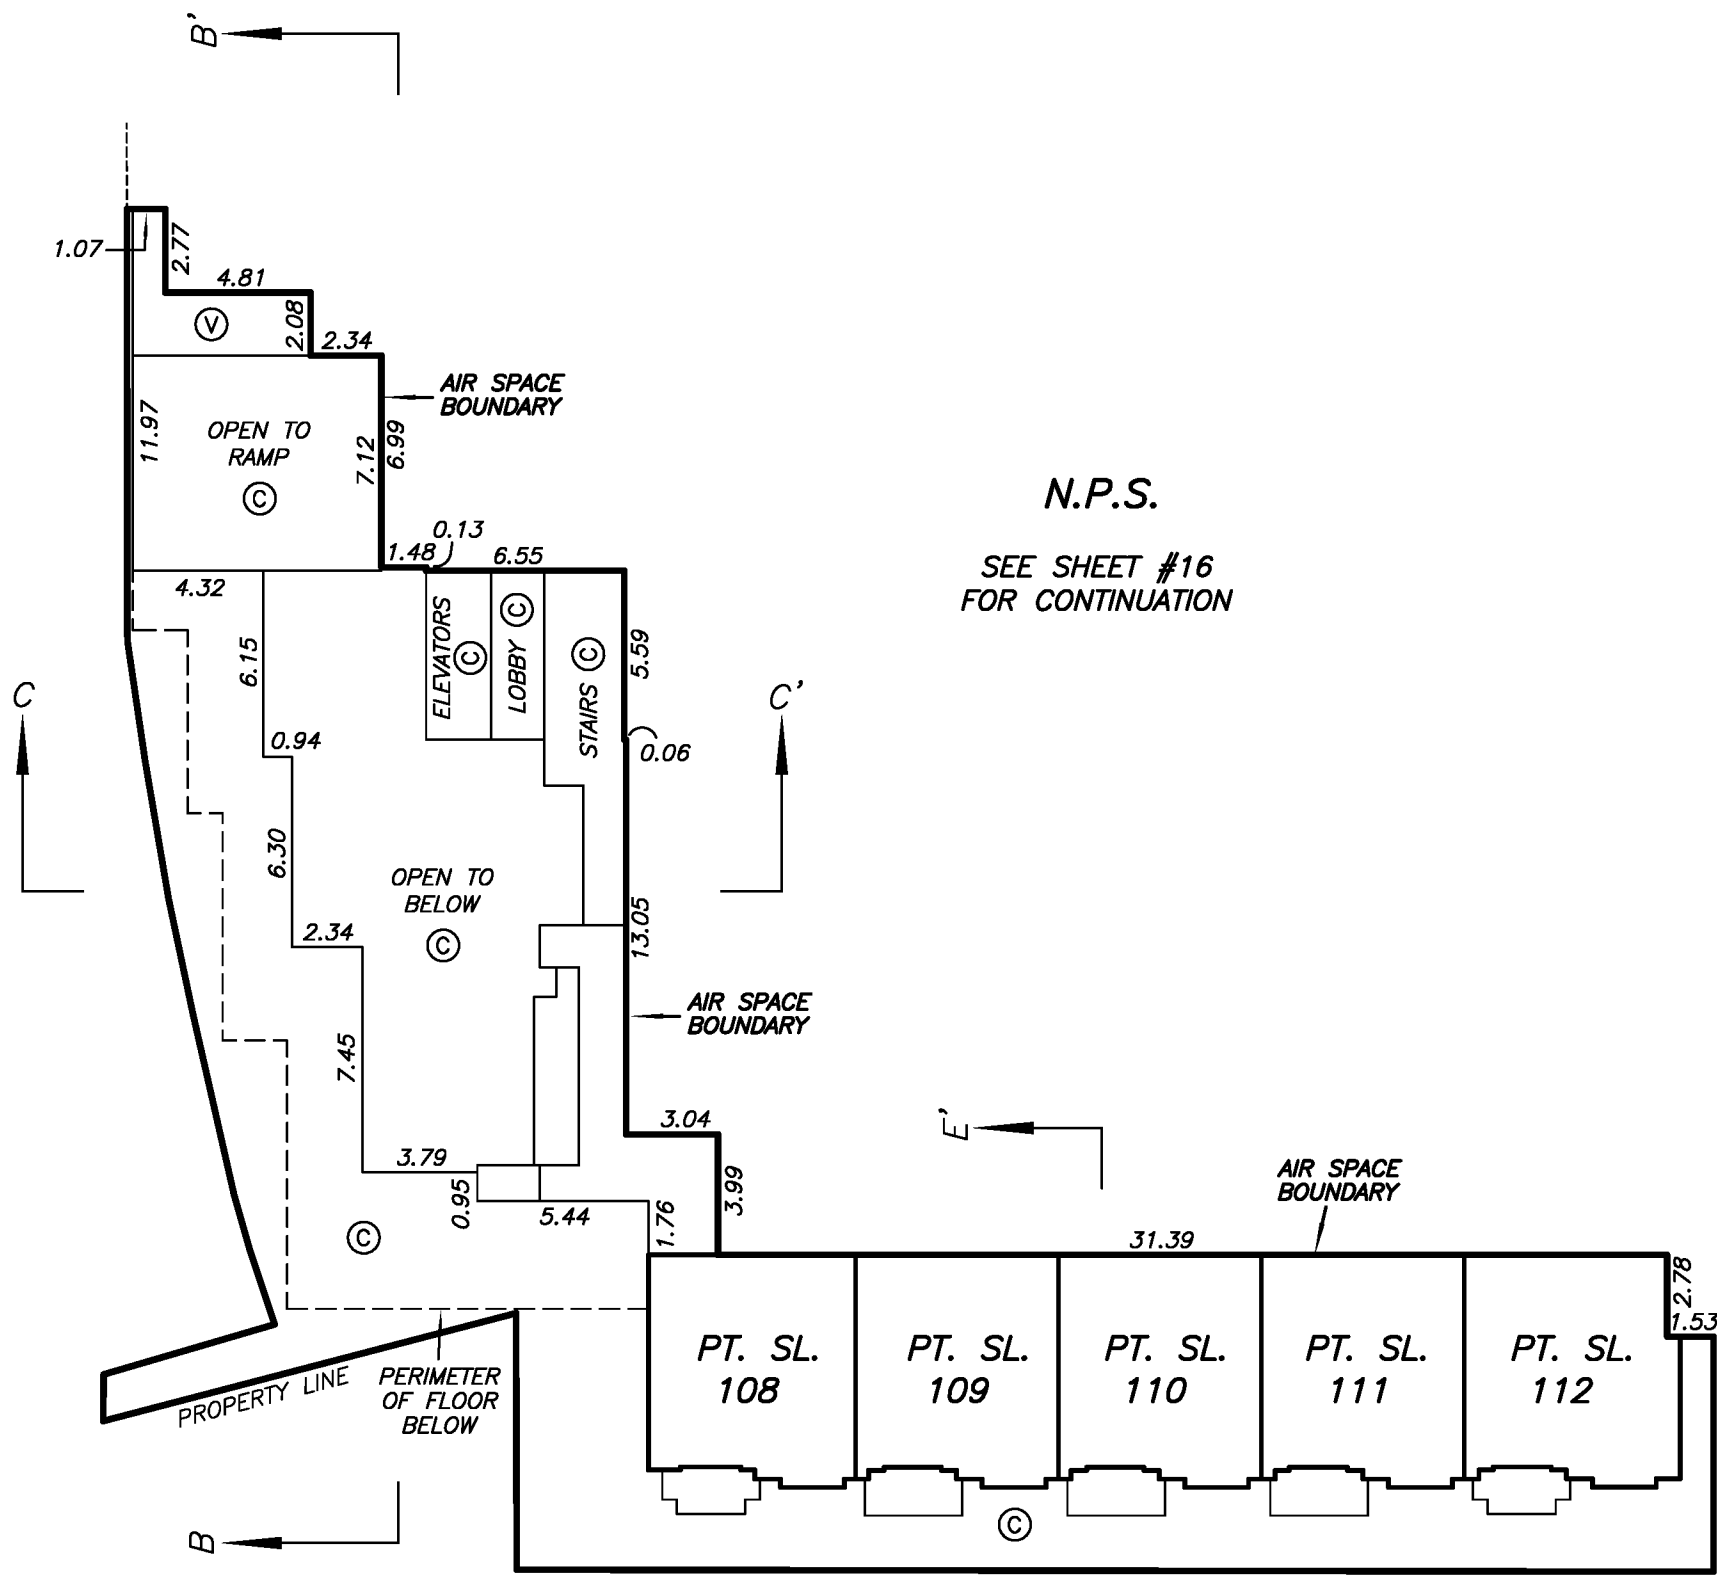 B'
1.07
2.77
4.81
V
2.08
2.34
AIR SPACE
BOUNDARY
11.97
OPEN TO
RAMP
C
7.12
6.99
N.P.S.
SEE SHEET #16
FOR CONTINUATION
0.13
1.48
6.55
4.32
6.15
ELEVATORS
C
LOBBY C
STAIRS C
5.59
C
C'
0.94
0.06
6.30
OPEN TO
BELOW
C
2.34
13.05
AIR SPACE
BOUNDARY
7.45
3.04
E'
3.79
0.95
5.44
1.76
3.99
C
AIR SPACE
BOUNDARY
31.39
2.78
1.53
PT. SL.
108
PT. SL.
109
PT. SL.
110
PT. SL.
111
PT. SL.
112
PROPERTY LINE
PERIMETER
OF FLOOR
BELOW
B
C